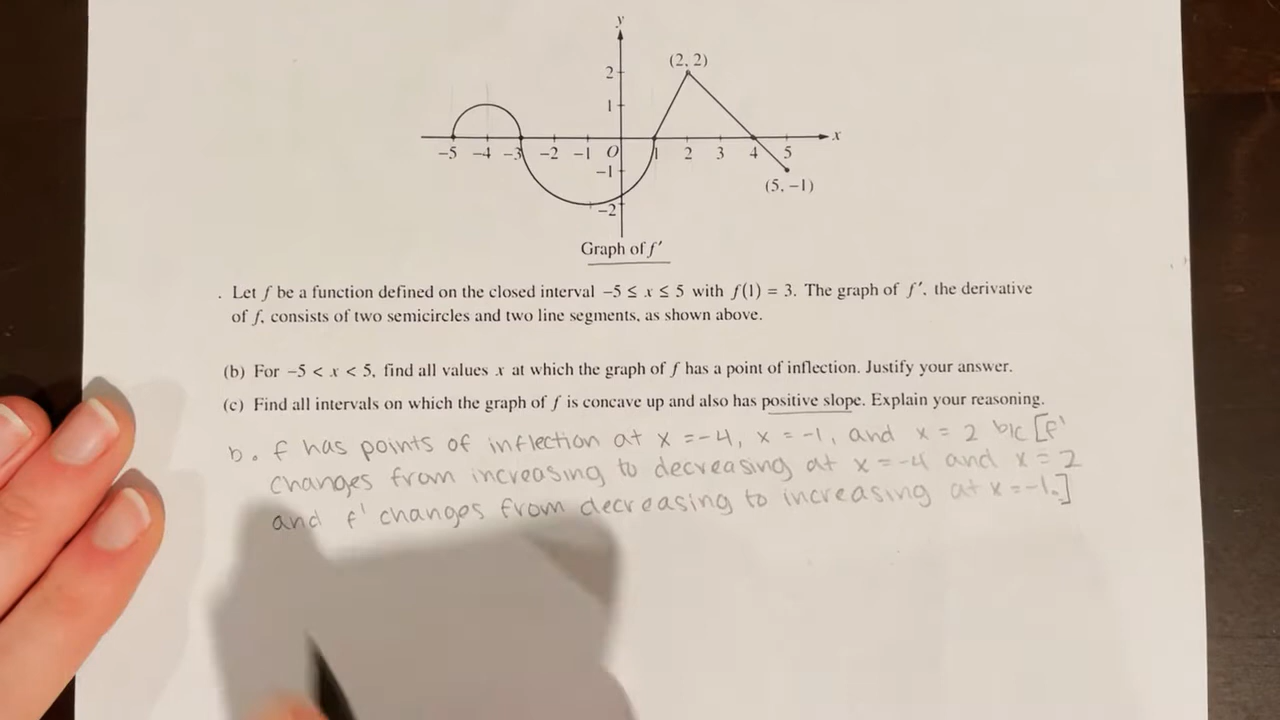 y
(2, 2)
2
1
x
−5 −4 −3 −2 −1 O 1 2 3 4 5
−1
(5, −1)
−2
Graph of f′
. Let f be a function defined on the closed interval −5 ≤ x ≤ 5 with f(1) = 3. The graph of f′, the derivative
of f, consists of two semicircles and two line segments, as shown above.
(b) For −5 < x < 5, find all values x at which the graph of f has a point of inflection. Justify your answer.
(c) Find all intervals on which the graph of f is concave up and also has positive slope. Explain your reasoning.
b. f has points of inflection at x = -4, x = -1, and x = 2 b/c [f'
changes from increasing to decreasing at x = -4 and x = 2
and f' changes from decreasing to increasing at x = -1.]